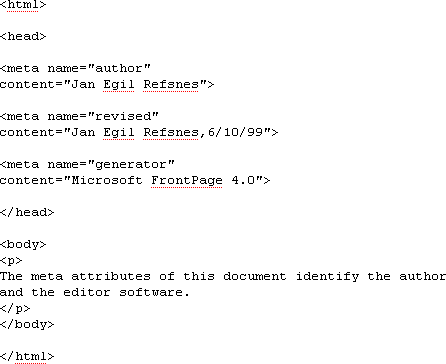 <html>
<head>
<meta name="author"
content="Jan Egil Refsnes">
<meta name="revised"
content="Jan Egil Refsnes,6/10/99">
<meta name="generator"
content="Microsoft FrontPage 4.0">
</head>
<body>
<p>
The meta attributes of this document identify the author
and the editor software.
</p>
</body>
</html>